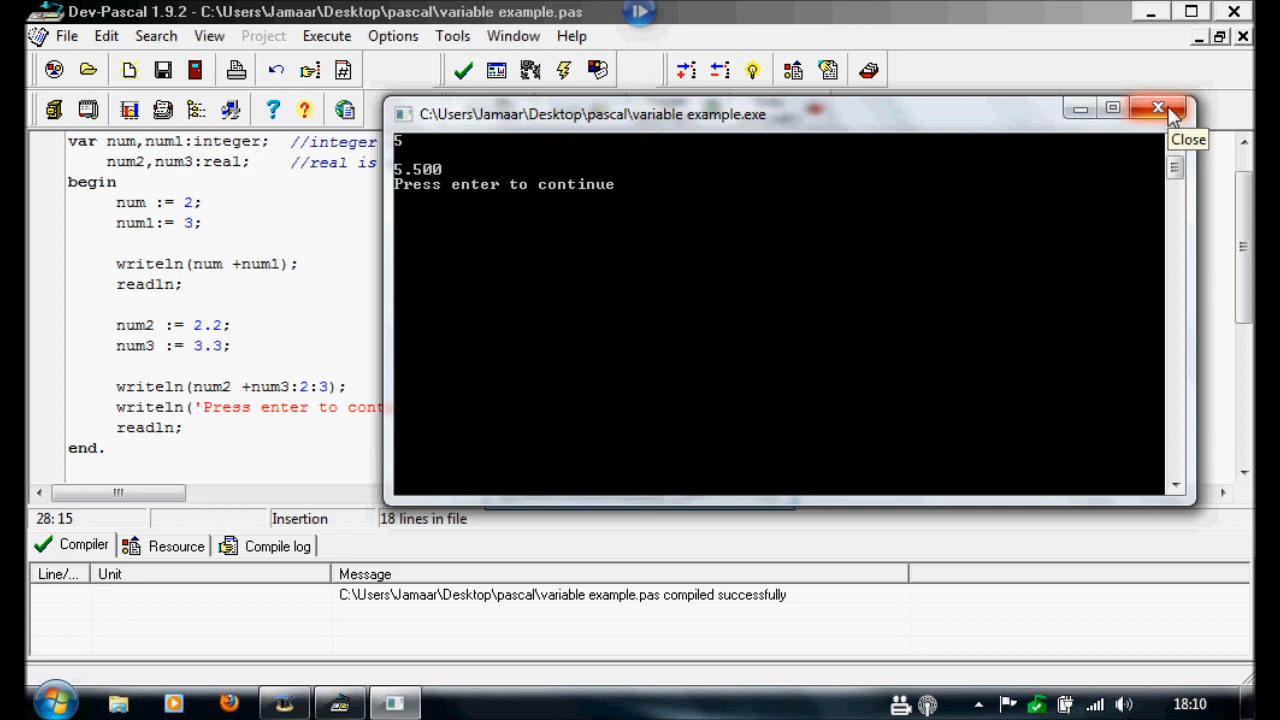 Dev-Pascal 1.9.2 - C:\Users\Jamaar\Desktop\pascal\variable example.pas
File Edit Search View Project Execute Options Tools Window Help
C:\Users\Jamaar\Desktop\pascal\variable example.exe
Close
5
5.500
Press enter to continue
var num,num1:integer; //integer
num2,num3:real; //real is
begin
num := 2;
num1:= 3;
writeln(num +num1);
readln;
num2 := 2.2;
num3 := 3.3;
writeln(num2 +num3:2:3);
writeln('Press enter to cont
readln;
end.
28:15 Insertion 18 lines in file
Compiler Resource Compile log
Line/... Unit Message
C:\Users\Jamaar\Desktop\pascal\variable example.pas compiled successfully
18:10